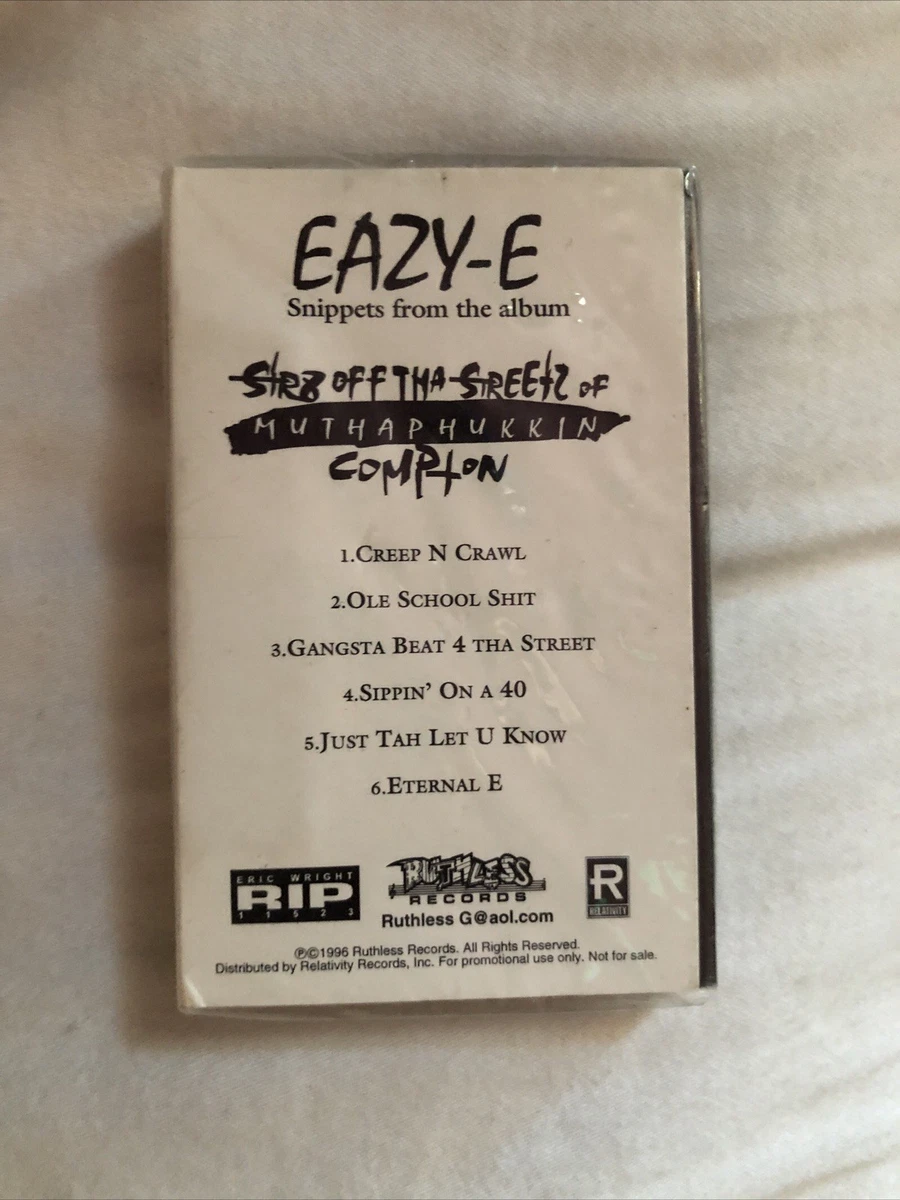 EAZY-E
Snippets from the album
STR8 OFF THA STREETZ OF
MUTHAPHUKKIN
COMPTON
1.CREEP N CRAWL
2.OLE SCHOOL SHIT
3.GANGSTA BEAT 4 THA STREET
4.SIPPIN' ON A 40
5.JUST TAH LET U KNOW
6.ETERNAL E
ERIC WRIGHT
RIP
11523
RUTHLESS
RECORDS
Ruthless G@aol.com
R
RELATIVITY
℗©1996 Ruthless Records. All Rights Reserved.
Distributed by Relativity Records, Inc. For promotional use only. Not for sale.